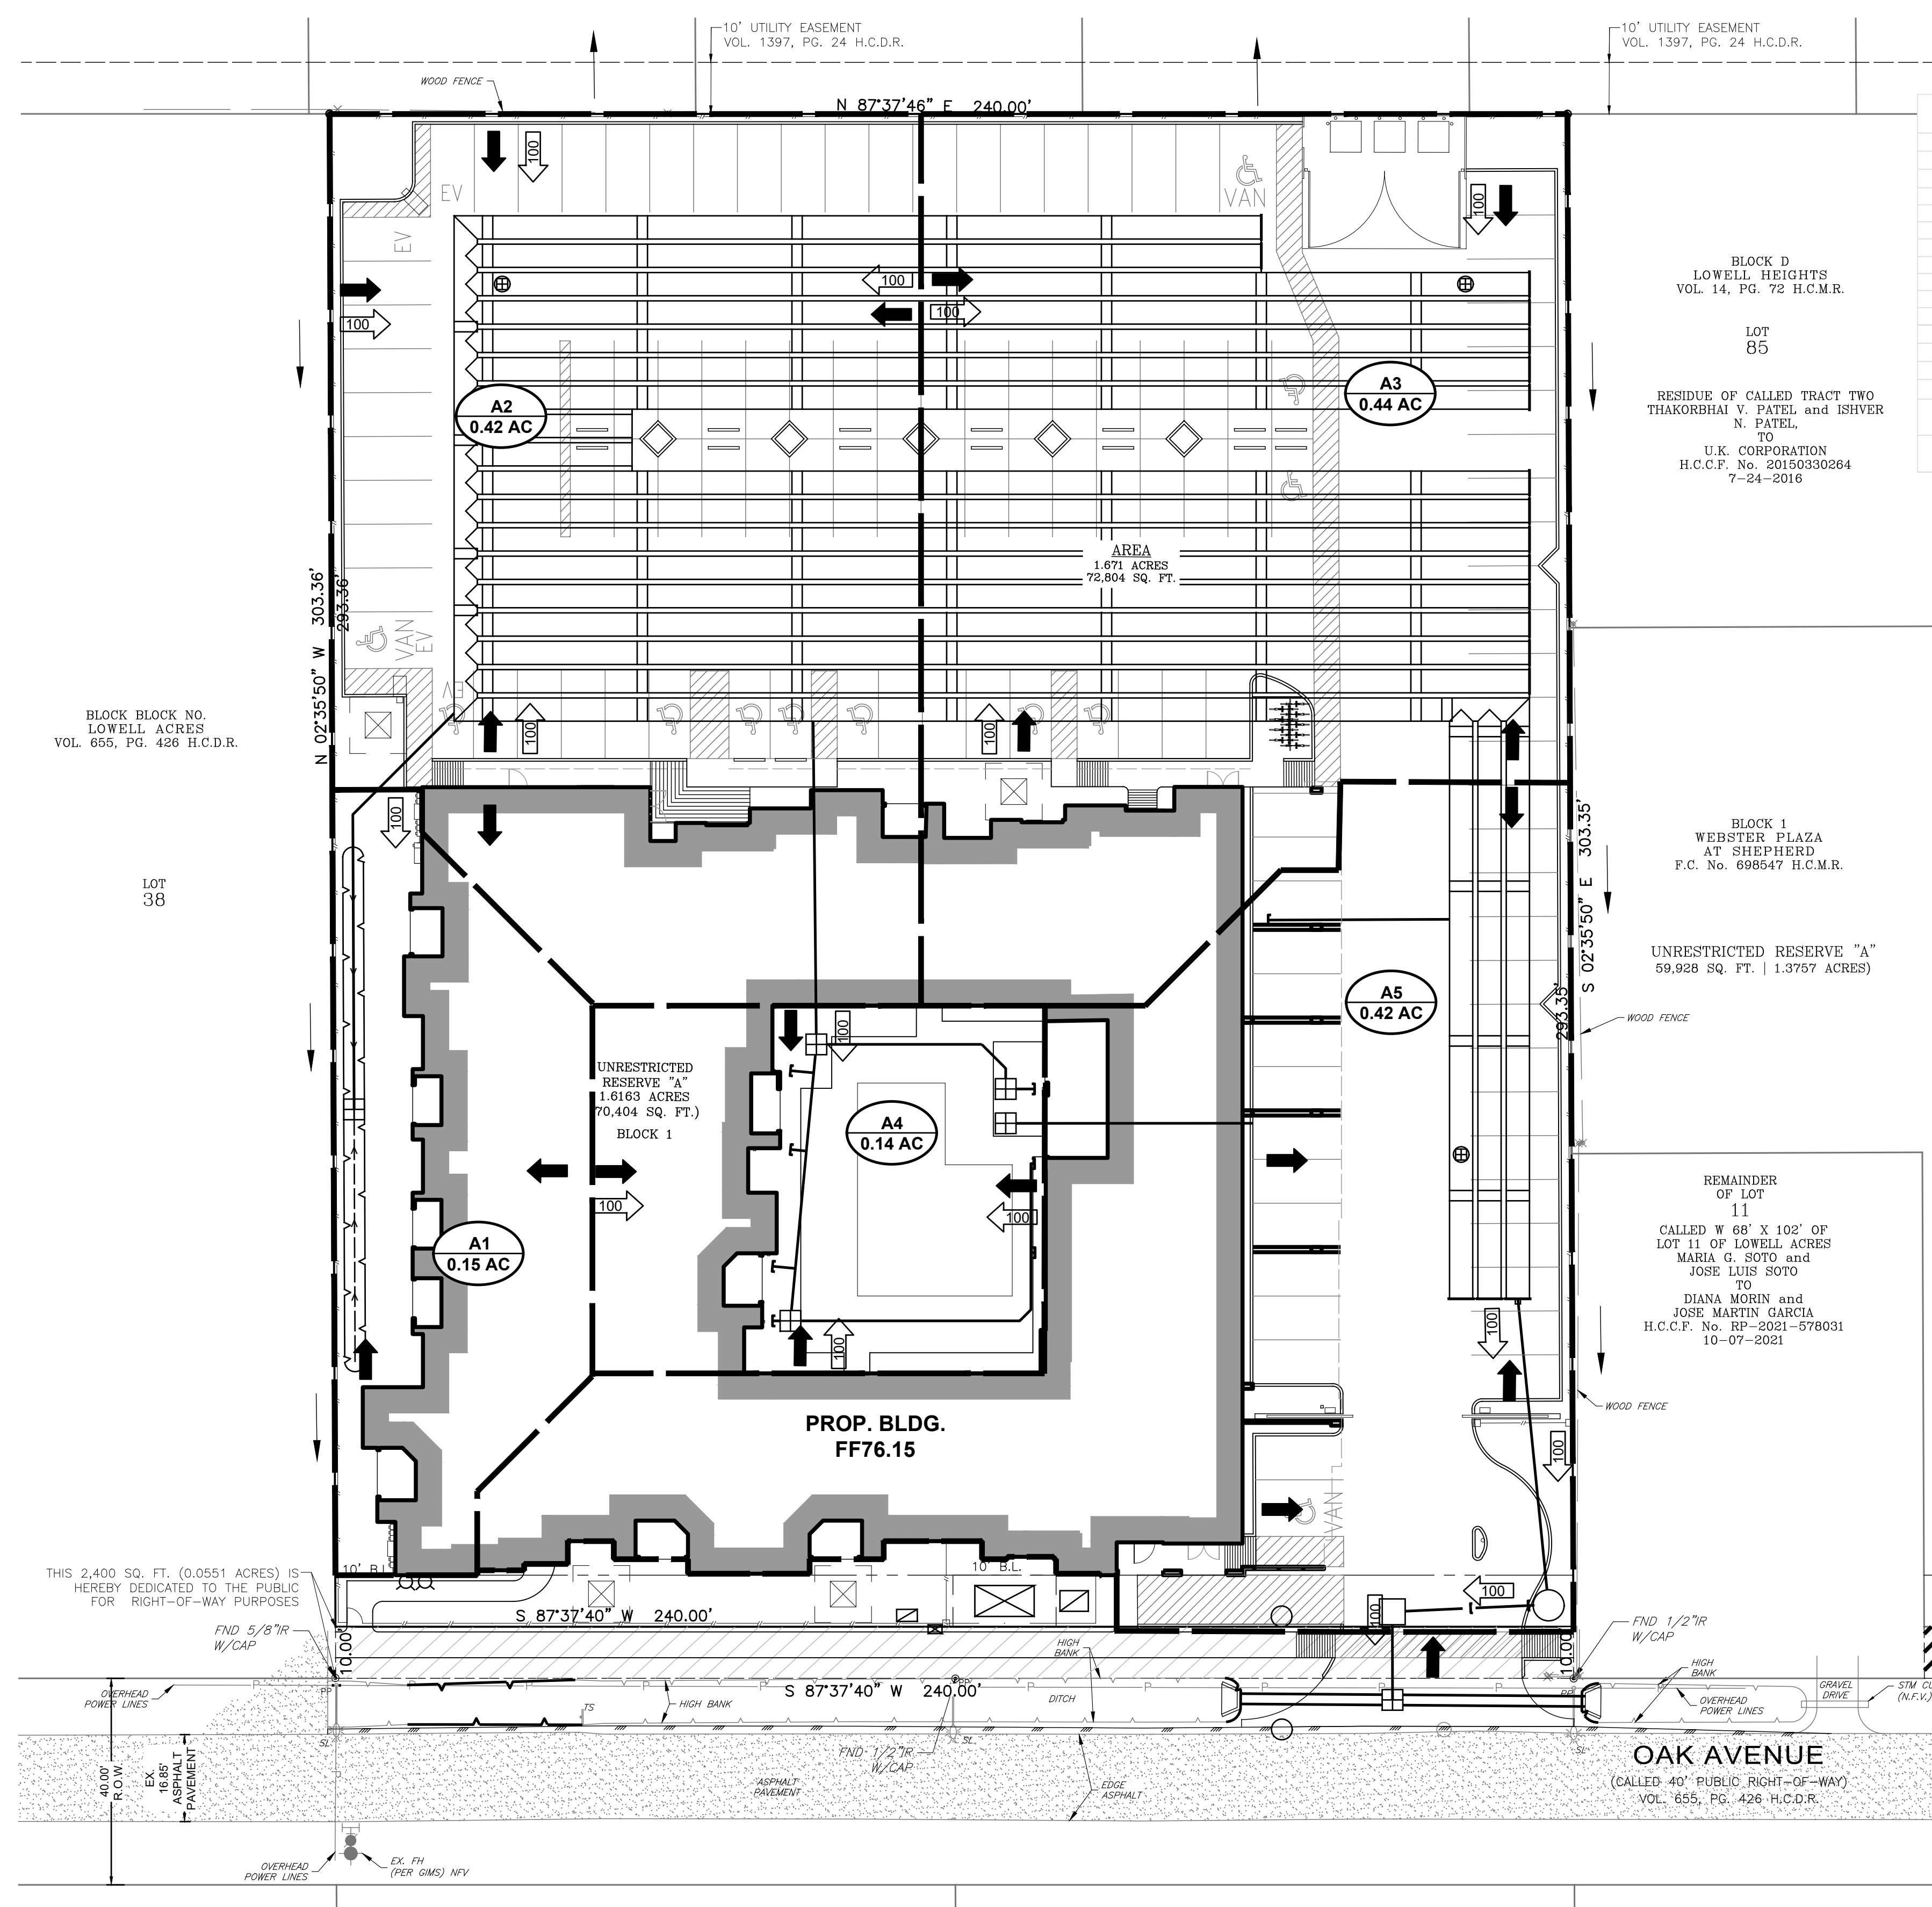 10' UTILITY EASEMENT
VOL. 1397, PG. 24 H.C.D.R.
10' UTILITY EASEMENT
VOL. 1397, PG. 24 H.C.D.R.
WOOD FENCE
N 87°37'46" E 240.00'
100
100
EV
VAN
EV
100
100
100
BLOCK D
LOWELL HEIGHTS
VOL. 14, PG. 72 H.C.M.R.
LOT
85
A2
0.42 AC
A3
0.44 AC
RESIDUE OF CALLED TRACT TWO
THAKORBHAI V. PATEL and ISHVER
N. PATEL,
TO
U.K. CORPORATION
H.C.C.F. No. 20150330264
7-24-2016
AREA
1.671 ACRES
72,804 SQ. FT.
N 02°35'50" W 303.36'
293.36'
VAN
EV
EV
BLOCK BLOCK NO.
LOWELL ACRES
VOL. 655, PG. 426 H.C.D.R.
100
100
100
LOT
38
BLOCK 1
WEBSTER PLAZA
AT SHEPHERD
F.C. No. 698547 H.C.M.R.
S 02°35'50" E 303.35'
293.35'
UNRESTRICTED RESERVE "A"
59,928 SQ. FT. | 1.3757 ACRES)
A5
0.42 AC
WOOD FENCE
100
UNRESTRICTED
RESERVE "A"
1.6163 ACRES
70,404 SQ. FT.)
BLOCK 1
A4
0.14 AC
100
100
A1
0.15 AC
REMAINDER
OF LOT
11
CALLED W 68' X 102' OF
LOT 11 OF LOWELL ACRES
MARIA G. SOTO and
JOSE LUIS SOTO
TO
DIANA MORIN and
JOSE MARTIN GARCIA
H.C.C.F. No. RP-2021-578031
10-07-2021
100
100
WOOD FENCE
PROP. BLDG.
FF76.15
100
VAN
THIS 2,400 SQ. FT. (0.0551 ACRES) IS
HEREBY DEDICATED TO THE PUBLIC
FOR RIGHT-OF-WAY PURPOSES
10' B.L.
10' B.L.
100
100
S 87°37'40" W 240.00'
FND 5/8"IR
W/CAP
10.00'
FND 1/2"IR
W/CAP
10.00'
HIGH
BANK
HIGH
BANK
OVERHEAD
POWER LINES
PP
P
P
P
P
P
P
P
P
P
P
PP
PP
S 87°37'40" W 240.00'
HIGH BANK
DITCH
TS
OVERHEAD
POWER LINES
GRAVEL
DRIVE
STM CU
(N.F.V.)
SL
SL
SL
FND 1/2"IR
W/CAP
40.00'
R.O.W.
EX.
16.85'
ASPHALT
PAVEMENT
ASPHALT
PAVEMENT
EDGE
ASPHALT
OAK AVENUE
(CALLED 40' PUBLIC RIGHT-OF-WAY)
VOL. 655, PG. 426 H.C.D.R.
OVERHEAD
POWER LINES
EX. FH
(PER GIMS) NFV